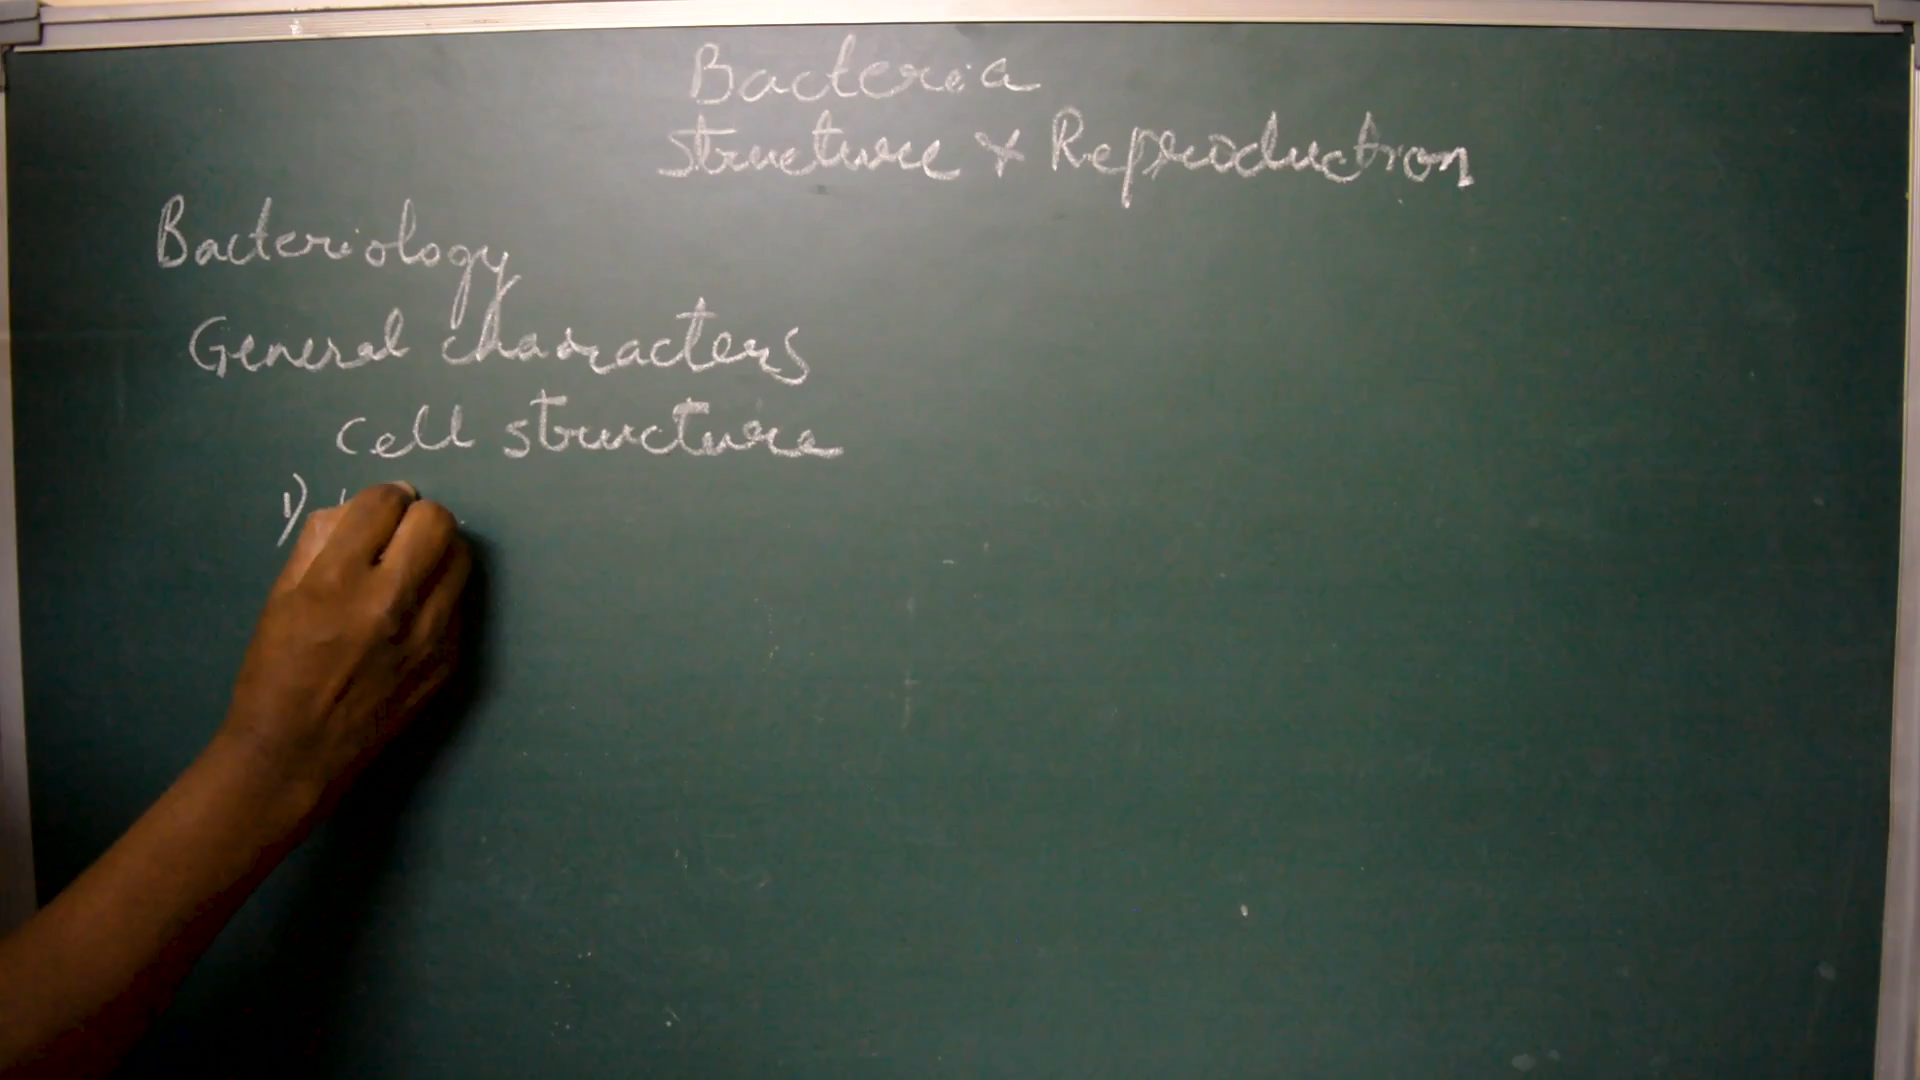 Bacteria
Structure & Reproduction
Bacteriology
General characters
Cell structure
1)